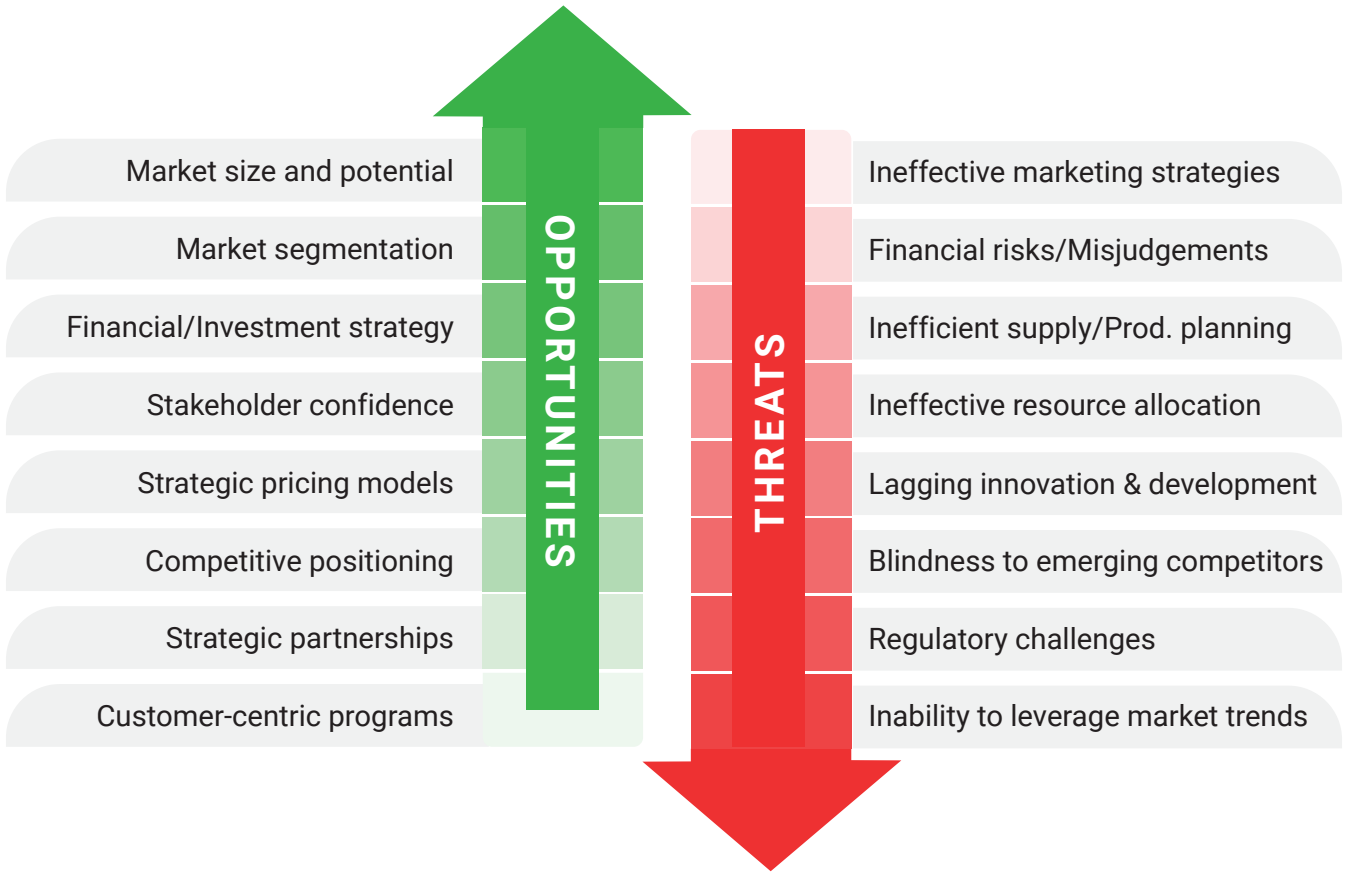 Market size and potential
Market segmentation
Financial/Investment strategy
Stakeholder confidence
Strategic pricing models
Competitive positioning
Strategic partnerships
Customer-centric programs
OPPORTUNITIES
THREATS
Ineffective marketing strategies
Financial risks/Misjudgements
Inefficient supply/Prod. planning
Ineffective resource allocation
Lagging innovation & development
Blindness to emerging competitors
Regulatory challenges
Inability to leverage market trends